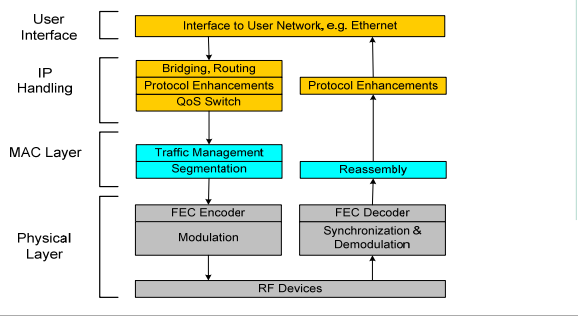 User
Interface
Interface to User Network, e.g. Ethernet
IP
Handling
Bridging, Routing
Protocol Enhancements
QoS Switch
Protocol Enhancements
MAC Layer
Traffic Management
Segmentation
Reassembly
Physical
Layer
FEC Encoder
Modulation
FEC Decoder
Synchronization &
Demodulation
RF Devices